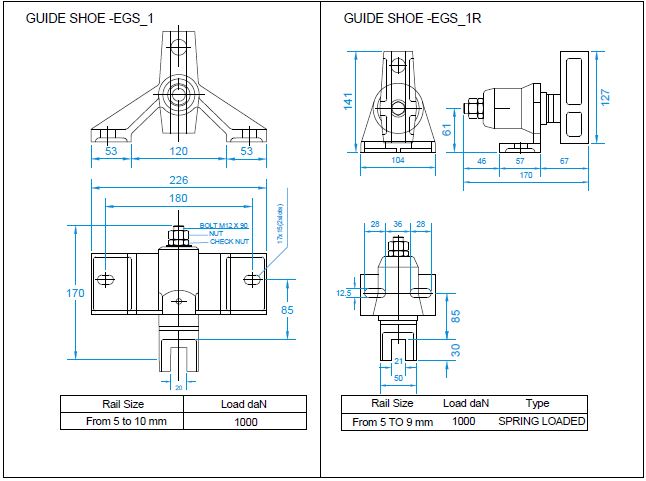 GUIDE SHOE -EGS_1
53
120
53
226
180
BOLT M12 X 90
NUT
CHECK NUT
17x15(2slots)
170
85
20
Rail Size Load daN
From 5 to 10 mm 1000
GUIDE SHOE -EGS_1R
141
104
61
127
46 57 67
170
28 36 28
12,5
85
30
21
50
Rail Size Load daN Type
From 5 TO 9 mm 1000 SPRING LOADED